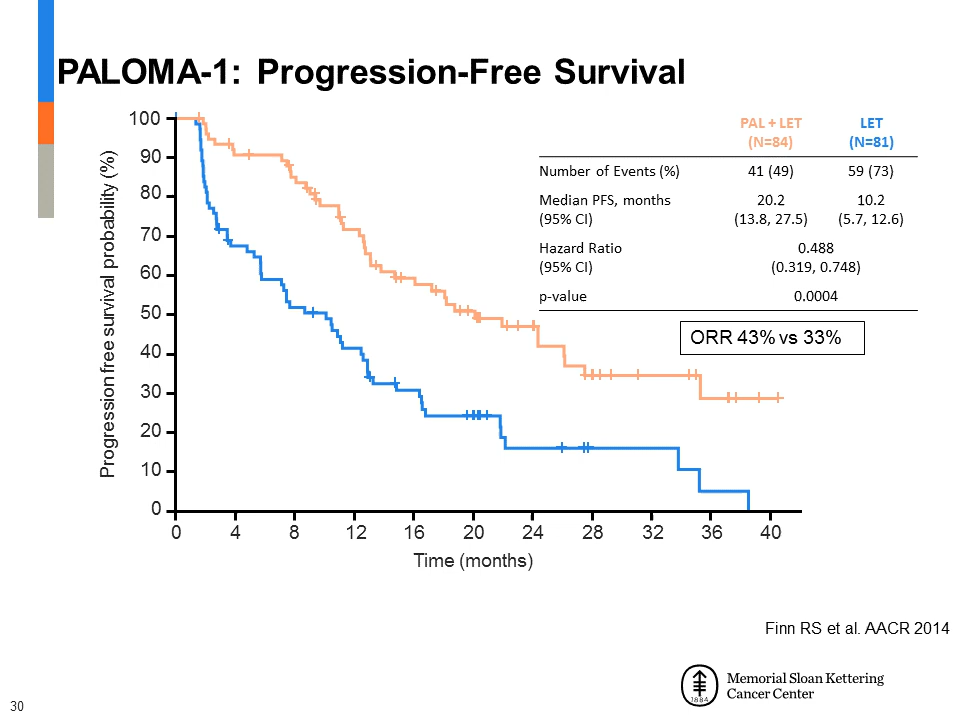 PALOMA-1: Progression-Free Survival
Progression free survival probability (%)
100
90
80
70
60
50
40
30
20
10
0
0 4 8 12 16 20 24 28 32 36 40
Time (months)
PAL + LET LET
(N=84) (N=81)
Number of Events (%) 41 (49) 59 (73)
Median PFS, months 20.2 10.2
(95% CI) (13.8, 27.5) (5.7, 12.6)
Hazard Ratio 0.488
(95% CI) (0.319, 0.748)
p-value 0.0004
ORR 43% vs 33%
Finn RS et al. AACR 2014
1884
Memorial Sloan Kettering
Cancer Center
30